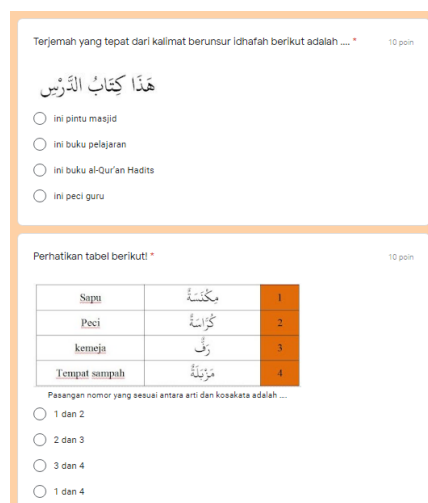 Terjemah yang tepat dari kalimat berunsur idhafah berikut adalah .... *
10 poin
هَذَا كِتَابُ الدَّرْسِ
ini pintu masjid
ini buku pelajaran
ini buku al-Qur'an Hadits
ini peci guru
Perhatikan tabel berikut! *
10 poin
Sapu مِكْنَسَةٌ 1
Peci كُرَّاسَةٌ 2
kemeja رَفٌّ 3
Tempat sampah مَزْبَلَةٌ 4
Pasangan nomor yang sesuai antara arti dan kosakata adalah ....
1 dan 2
2 dan 3
3 dan 4
1 dan 4